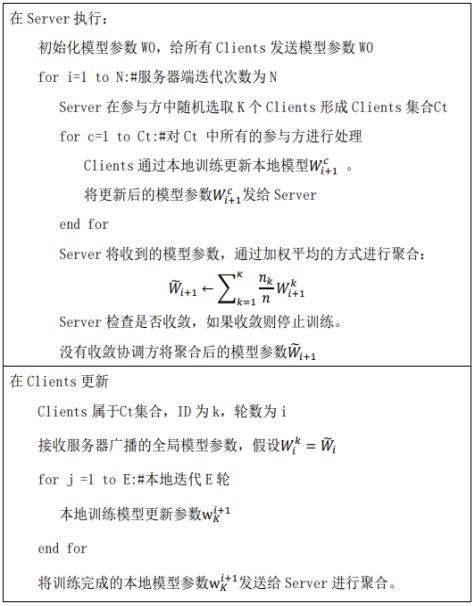 在 Server 执行：
初始化模型参数 W0，给所有 Clients 发送模型参数 W0
for i=1 to N:#服务器端迭代次数为 N
Server 在参与方中随机选取 K 个 Clients 形成 Clients 集合Ct
for c=1 to Ct:#对 Ct 中所有的参与方进行处理
Clients 通过本地训练更新本地模型$W_{i+1}^{c}$ 。
将更新后的模型参数$W_{i+1}^{c}$发给 Server
end for
Server 将收到的模型参数，通过加权平均的方式进行聚合：
$\widetilde{W}_{i+1} \leftarrow \sum_{k=1}^{K} \frac{n_k}{n} W_{i+1}^{k}$
Server 检查是否收敛，如果收敛则停止训练。
没有收敛协调方将聚合后的模型参数$\widetilde{W}_{i+1}$
在 Clients 更新
Clients 属于Ct集合，ID 为 k，轮数为 i
接收服务器广播的全局模型参数，假设$W_{i}^{k} = \widetilde{W}_{i}$
for j =1 to E:#本地迭代 E 轮
本地训练模型更新参数$w_{K}^{i+1}$
end for
将训练完成的本地模型参数$w_{K}^{i+1}$发送给 Server 进行聚合。